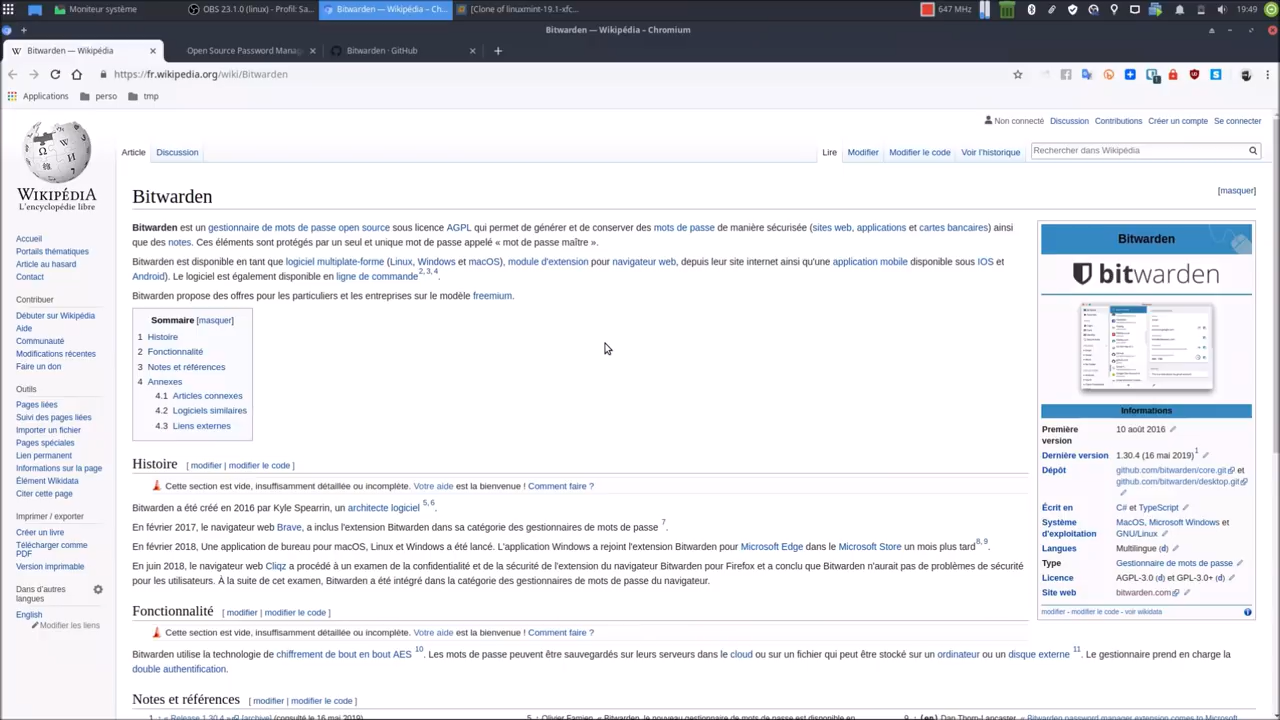 Moniteur système
OBS 23.1.0 (linux) - Profil: Sa...
Bitwarden — Wikipédia – Ch...
[Clone of linuxmint-19.1-xfc...
647 MHz
19:49
Bitwarden — Wikipédia – Chromium
Bitwarden — Wikipédia
Open Source Password Mana
Bitwarden · GitHub
https://fr.wikipedia.org/wiki/Bitwarden
Applications
perso
tmp
Non connecté Discussion Contributions Créer un compte Se connecter
Article Discussion
Lire Modifier Modifier le code Voir l'historique
Rechercher dans Wikipédia
WIKIPÉDIA
L'encyclopédie libre
Accueil
Portails thématiques
Article au hasard
Contact
Contribuer
Débuter sur Wikipédia
Aide
Communauté
Modifications récentes
Faire un don
Outils
Pages liées
Suivi des pages liées
Importer un fichier
Pages spéciales
Lien permanent
Informations sur la page
Élément Wikidata
Citer cette page
Imprimer / exporter
Créer un livre
Télécharger comme
PDF
Version imprimable
Dans d'autres
langues
English
Modifier les liens
Bitwarden
[masquer]
Bitwarden est un gestionnaire de mots de passe open source sous licence AGPL qui permet de générer et de conserver des mots de passe de manière sécurisée (sites web, applications et cartes bancaires) ainsi
que des notes. Ces éléments sont protégés par un seul et unique mot de passe appelé « mot de passe maître ».
Bitwarden est disponible en tant que logiciel multiplate-forme (Linux, Windows et macOS), module d'extension pour navigateur web, depuis leur site internet ainsi qu'une application mobile disponible sous IOS et
Android). Le logiciel est également disponible en ligne de commande2, 3, 4.
Bitwarden propose des offres pour les particuliers et les entreprises sur le modèle freemium.
Sommaire [masquer]
1 Histoire
2 Fonctionnalité
3 Notes et références
4 Annexes
4.1 Articles connexes
4.2 Logiciels similaires
4.3 Liens externes
Histoire [ modifier | modifier le code ]
Cette section est vide, insuffisamment détaillée ou incomplète. Votre aide est la bienvenue ! Comment faire ?
Bitwarden a été créé en 2016 par Kyle Spearrin, un architecte logiciel 5, 6.
En février 2017, le navigateur web Brave, a inclus l'extension Bitwarden dans sa catégorie des gestionnaires de mots de passe 7.
En février 2018, Une application de bureau pour macOS, Linux et Windows a été lancé. L'application Windows a rejoint l'extension Bitwarden pour Microsoft Edge dans le Microsoft Store un mois plus tard8, 9.
En juin 2018, le navigateur web Cliqz a procédé à un examen de la confidentialité et de la sécurité de l'extension du navigateur Bitwarden pour Firefox et a conclu que Bitwarden n'aurait pas de problèmes de sécurité
pour les utilisateurs. À la suite de cet examen, Bitwarden a été intégré dans la catégorie des gestionnaires de mots de passe du navigateur.
Fonctionnalité [ modifier | modifier le code ]
Cette section est vide, insuffisamment détaillée ou incomplète. Votre aide est la bienvenue ! Comment faire ?
Bitwarden utilise la technologie de chiffrement de bout en bout AES 10. Les mots de passe peuvent être sauvegardés sur leurs serveurs dans le cloud ou sur un fichier qui peut être stocké sur un ordinateur ou un disque externe 11. Le gestionnaire prend en charge la
double authentification.
Notes et références [ modifier | modifier le code ]
Bitwarden
bitwarden
Informations
Première
version
10 août 2016
Dernière version 1.30.4 (16 mai 2019)1
Dépôt github.com/bitwarden/core.git et
github.com/bitwarden/desktop.git
Écrit en C# et TypeScript
Système
d'exploitation
MacOS, Microsoft Windows et
GNU/Linux
Langues Multilingue (d)
Type Gestionnaire de mots de passe
Licence AGPL-3.0 (d) et GPL-3.0+ (d)
Site web bitwarden.com
modifier - modifier le code - voir wikidata